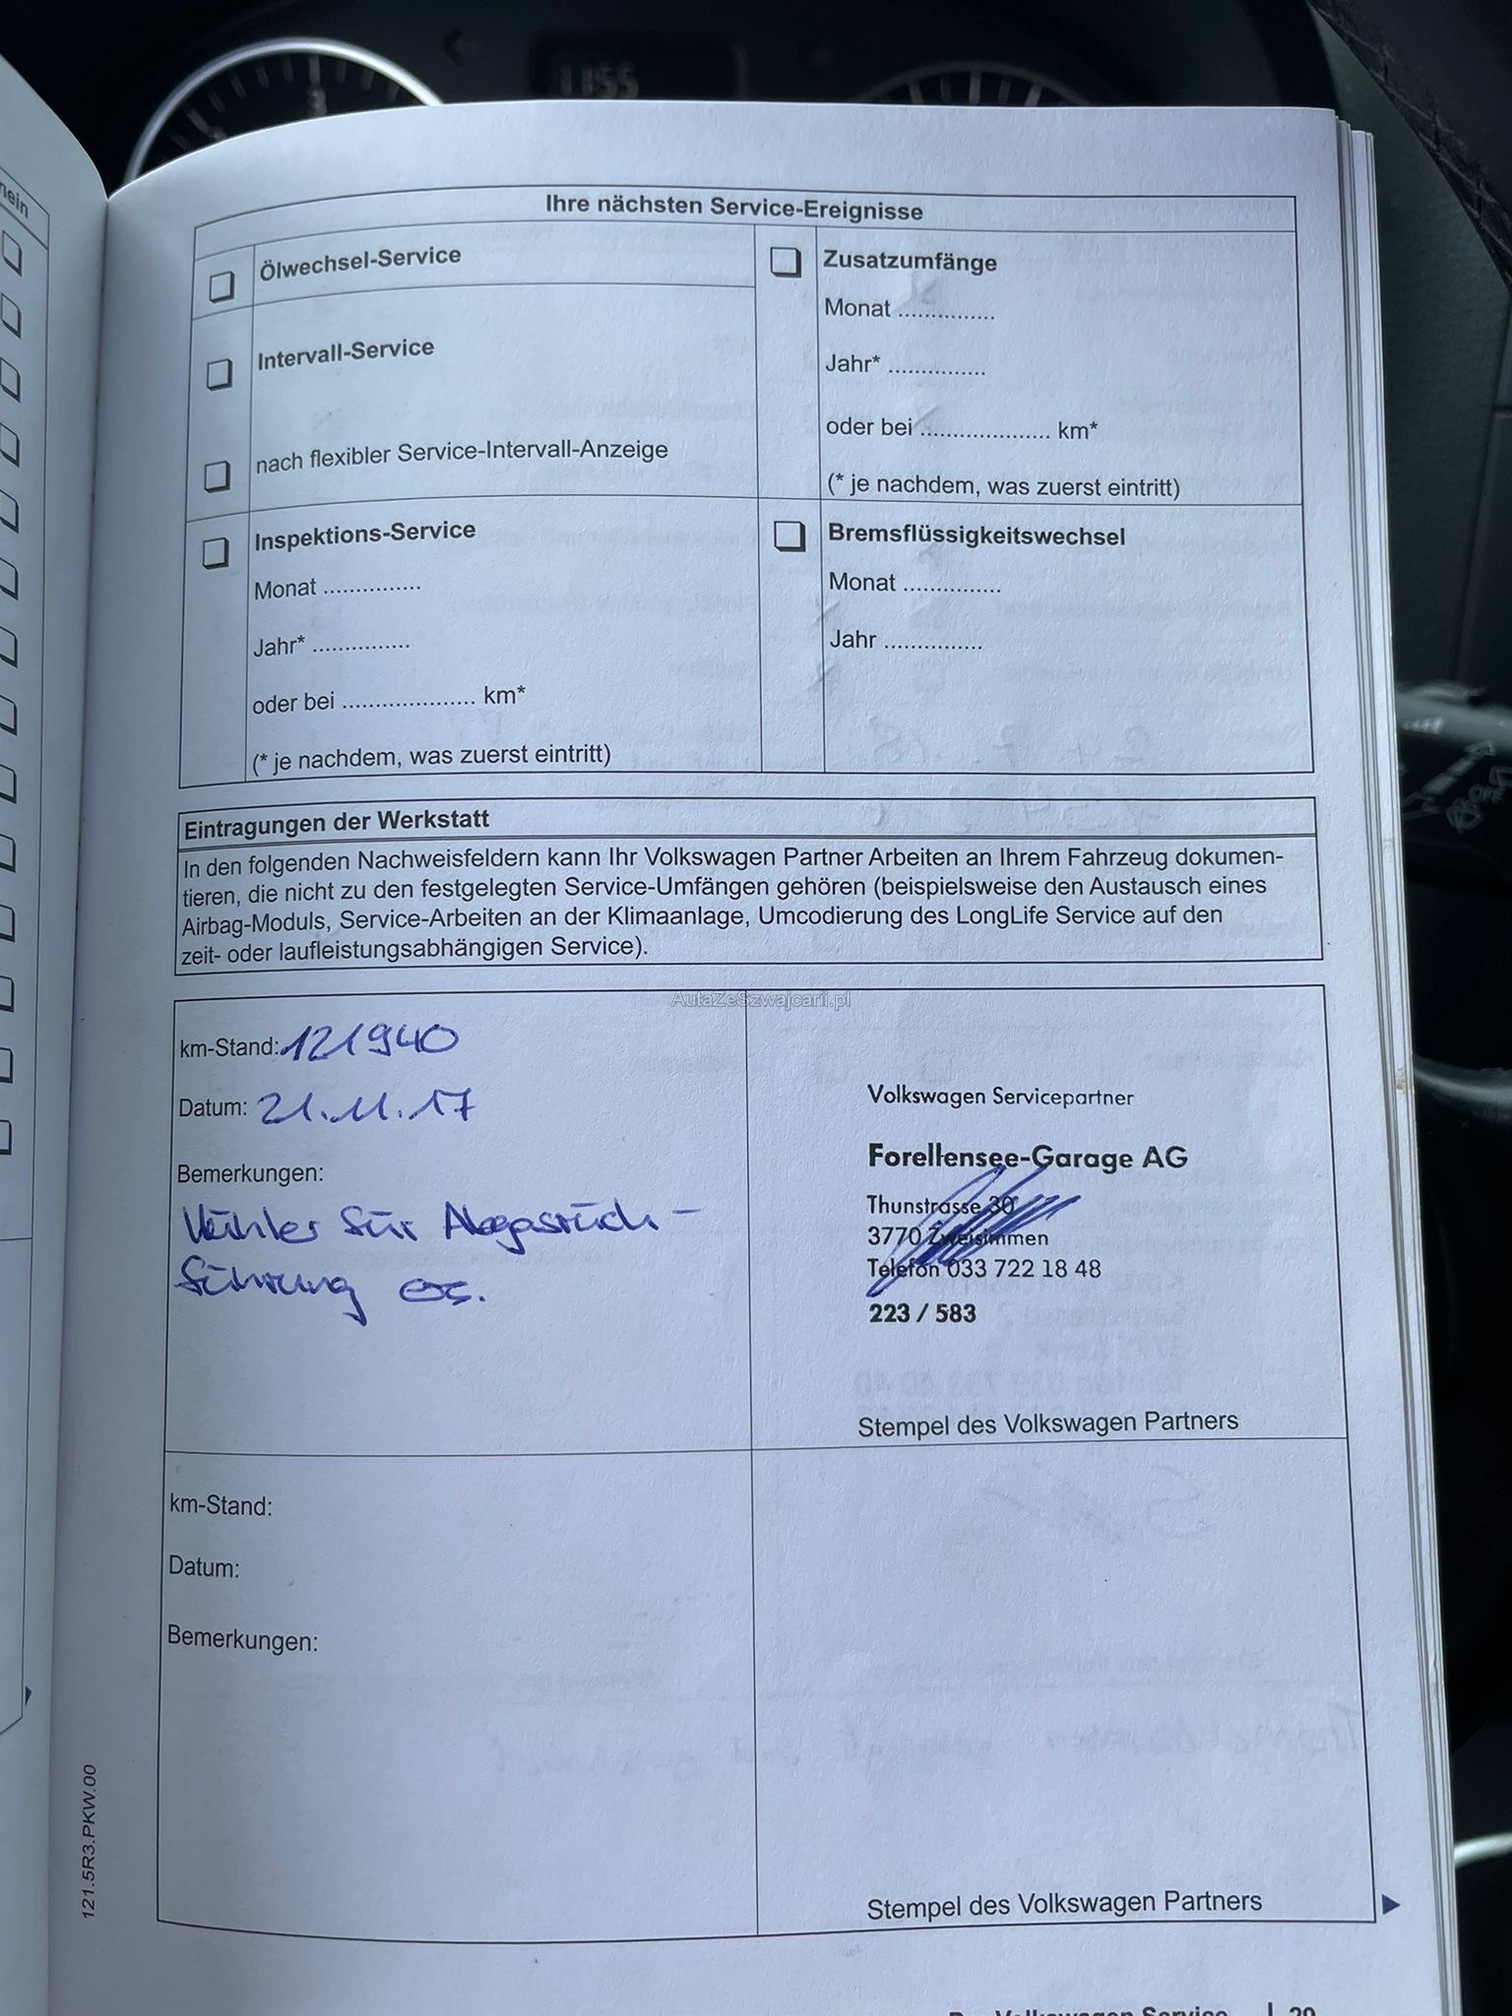 nein
Ihre nächsten Service-Ereignisse
Ölwechsel-Service
Intervall-Service
nach flexibler Service-Intervall-Anzeige
Zusatzumfänge
Monat ...............
Jahr* ...............
oder bei .................... km*
(* je nachdem, was zuerst eintritt)
Inspektions-Service
Monat ...............
Jahr* ...............
oder bei .................... km*
(* je nachdem, was zuerst eintritt)
Bremsflüssigkeitswechsel
Monat ...............
Jahr ...............
Eintragungen der Werkstatt
In den folgenden Nachweisfeldern kann Ihr Volkswagen Partner Arbeiten an Ihrem Fahrzeug dokumen-
tieren, die nicht zu den festgelegten Service-Umfängen gehören (beispielsweise den Austausch eines
Airbag-Moduls, Service-Arbeiten an der Klimaanlage, Umcodierung des LongLife Service auf den
zeit- oder laufleistungsabhängigen Service).
AutaZeSzwajcarii.pl
km-Stand: 121940
Datum: 21.11.17
Bemerkungen:
Kühler für Abgasrück-
führung
Volkswagen Servicepartner
Forellensee-Garage AG
Thunstrasse 30
3770 Zweisimmen
Telefon 033 722 18 48
223 / 583
Stempel des Volkswagen Partners
km-Stand:
Datum:
Bemerkungen:
Stempel des Volkswagen Partners
121.5R3.PKW.00